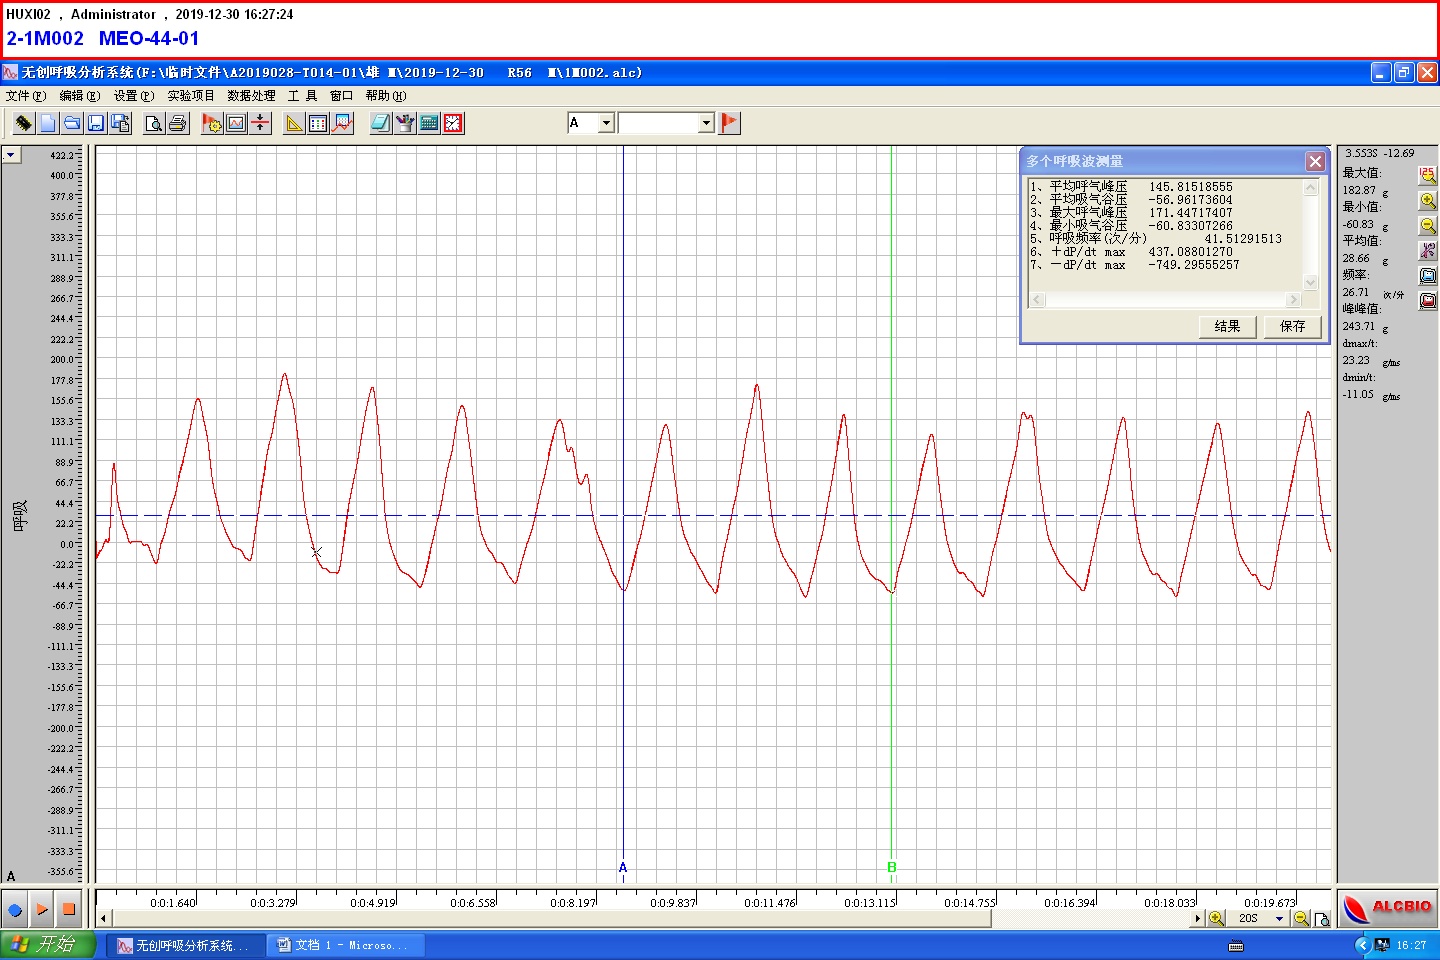 HUXI02 , Administrator , 2019-12-30 16:27:24
2-1M002 MEO-44-01
无创呼吸分析系统(F:\临时文件\A2019028-T014-01\雄 M\2019-12-30 R56 M\1M002.alc)
文件(F) 编辑(E) 设置(P) 实验项目 数据处理 工 具 窗口 帮助(H)
A
422.2
400.0
377.8
355.6
333.3
311.1
288.9
266.7
244.4
222.2
200.0
177.8
155.6
133.3
111.1
88.9
66.7
44.4
22.2
0.0
-22.2
-44.4
-66.7
-88.9
-111.1
-133.3
-155.6
-177.8
-200.0
-222.2
-244.4
-266.7
-288.9
-311.1
-333.3
-355.6
呼吸
A
多个呼吸波测量
1、平均呼气峰压 145.81518555
2、平均吸气谷压 -56.96173604
3、最大呼气峰压 171.44717407
4、最小吸气谷压 -60.83307266
5、呼吸频率(次/分) 41.51291513
6、＋dP/dt max 437.08801270
7、－dP/dt max -749.29555257
结果 保存
3.553S -12.69
最大值:
182.87 g
最小值:
-60.83 g
平均值:
28.66 g
频率:
26.71 次/分
峰峰值:
243.71 g
dmax/t:
23.23 g/ms
dmin/t:
-11.05 g/ms
125
A B
0:0:1.640 0:0:3.279 0:0:4.919 0:0:6.558 0:0:8.197 0:0:9.837 0:0:11.476 0:0:13.115 0:0:14.755 0:0:16.394 0:0:18.033 0:0:19.673
20S
ALCBIO
开始 无创呼吸分析系统... 文档 1 - Microso... 16:27